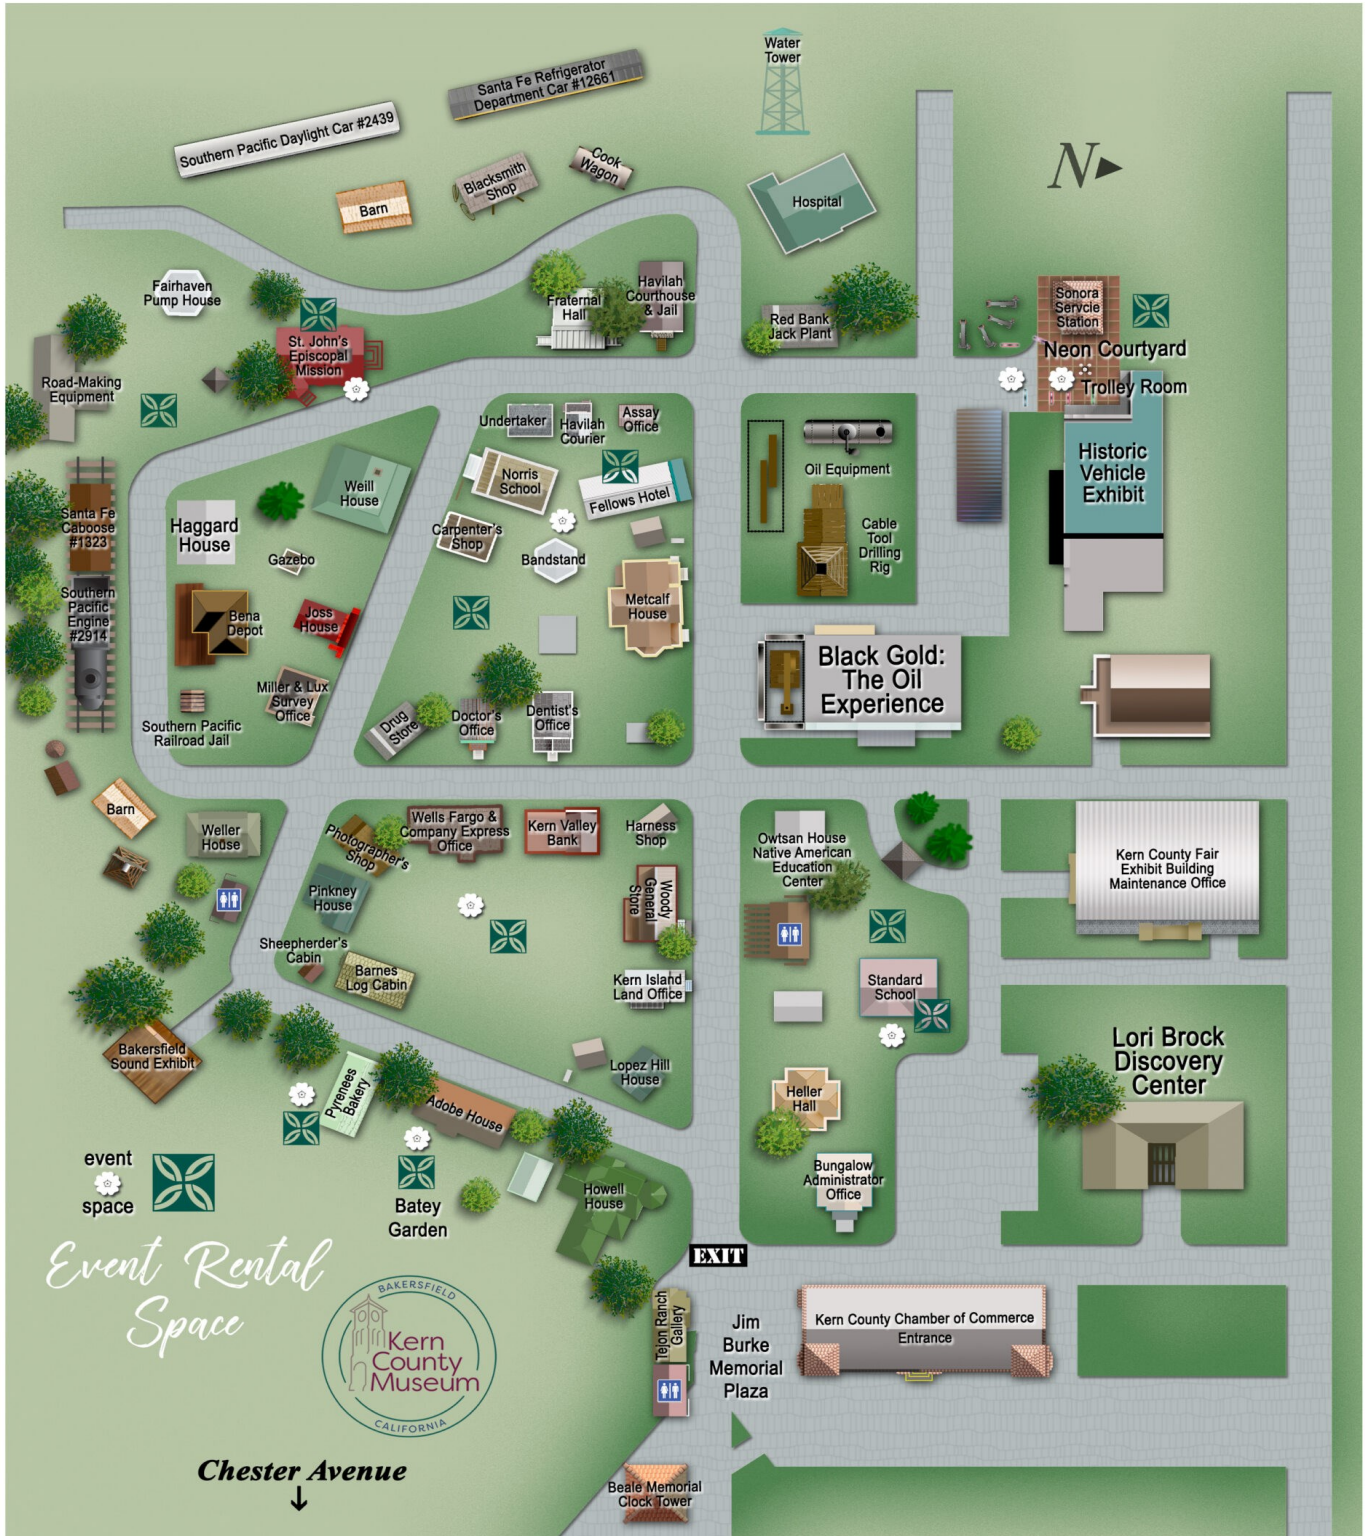 Water
Tower
Santa Fe Refrigerator
Department Car #12661
Southern Pacific Daylight Car #2439
N
Cook
Wagon
Blacksmith
Shop
Barn
Hospital
Fairhaven
Pump House
Fraternal
Hall
Havilah
Courthouse
& Jail
Red Bank
Jack Plant
Sonora
Servcie
Station
Neon Courtyard
Trolley Room
St. John's
Episcopal
Mission
Road-Making
Equipment
Undertaker
Havilah
Courier
Assay
Office
Oil Equipment
Historic
Vehicle
Exhibit
Norris
School
Fellows Hotel
Weill
House
Haggard
House
Santa Fe
Caboose
#1323
Carpenter's
Shop
Cable
Tool
Drilling
Rig
Gazebo
Bandstand
Southern
Pacific
Engine
#2914
Bena
Depot
Joss
House
Metcalf
House
Black Gold:
The Oil
Experience
Miller & Lux
Survey
Office
Southern Pacific
Railroad Jail
Drug
Store
Doctor's
Office
Dentist's
Office
Barn
Weller
House
Photographer's
Shop
Wells Fargo &
Company Express
Office
Kern Valley
Bank
Harness
Shop
Owtsan House
Native American
Education
Center
Kern County Fair
Exhibit Building
Maintenance Office
Pinkney
House
Woody
General
Store
Sheepherder's
Cabin
Barnes
Log Cabin
Kern Island
Land Office
Standard
School
Bakersfield
Sound Exhibit
Lopez Hill
House
Lori Brock
Discovery
Center
Pyrenees
Bakery
Adobe House
Heller
Hall
event
space
Batey
Garden
Howell
House
Bungalow
Administrator
Office
EXIT
Event Rental
Space
BAKERSFIELD
Kern
County
Museum
CALIFORNIA
Tejon Ranch
Gallery
Jim
Burke
Memorial
Plaza
Kern County Chamber of Commerce
Entrance
Chester Avenue
Beale Memorial
Clock Tower